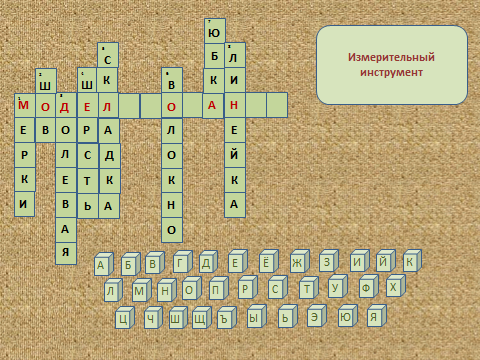 Ю
С Б Л
Ш Ш К В К И
М О Д Е Л О А Н
Е В О Р А Л Е
Р Л С Д О Й
К Е Т К К К
И В Ь А Н А
А О
Я
Измерительный
инструмент
А Б В Г Д Е Ё Ж З И Й К
Л М Н О П Р С Т У Ф Х
Ц Ч Ш Щ Ъ Ы Ь Э Ю Я